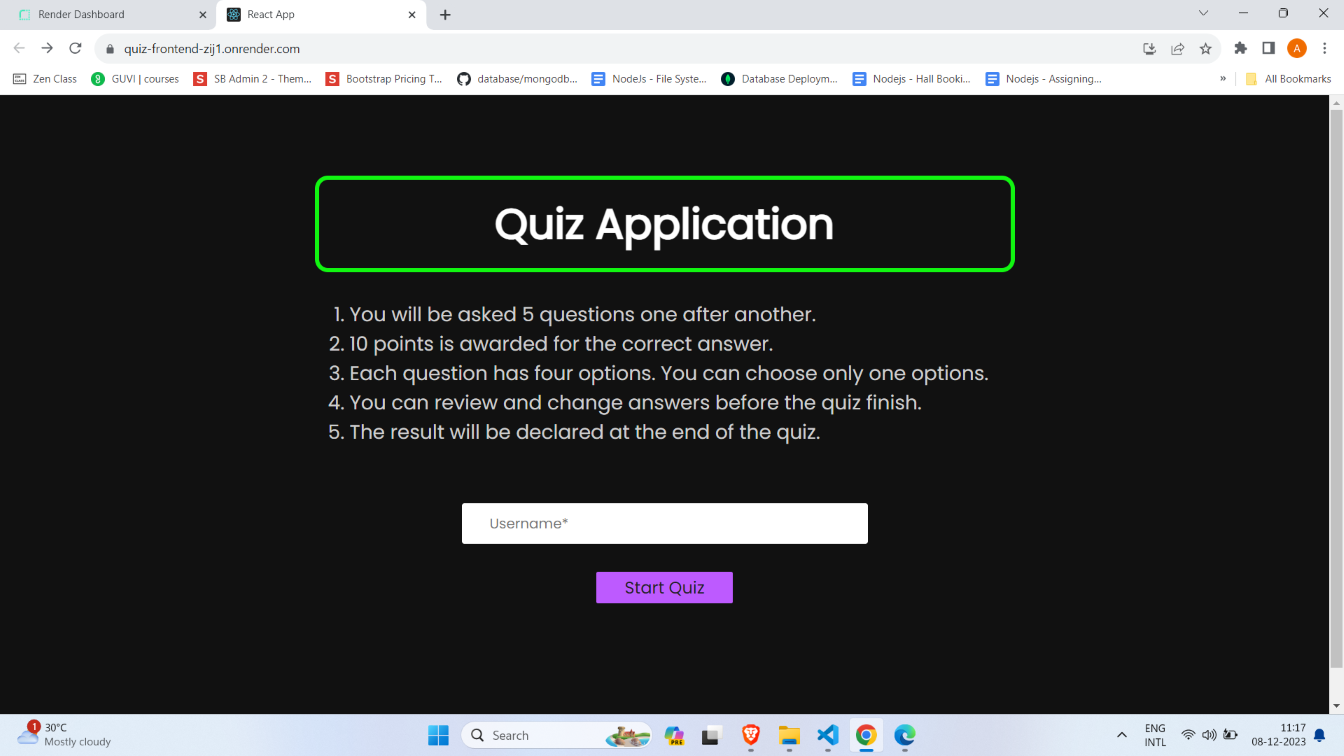 Render Dashboard
React App
quiz-frontend-zij1.onrender.com
A
Zen Class
GUVI | courses
S
SB Admin 2 - Them...
S
Bootstrap Pricing T...
database/mongodb...
NodeJs - File Syste...
Database Deploym...
Nodejs - Hall Booki...
Nodejs - Assigning...
»
All Bookmarks
Quiz Application
1. You will be asked 5 questions one after another.
2. 10 points is awarded for the correct answer.
3. Each question has four options. You can choose only one options.
4. You can review and change answers before the quiz finish.
5. The result will be declared at the end of the quiz.
Username*
Start Quiz
1
30°C
Mostly cloudy
Search
PRE
ENG
INTL
11:17
08-12-2023